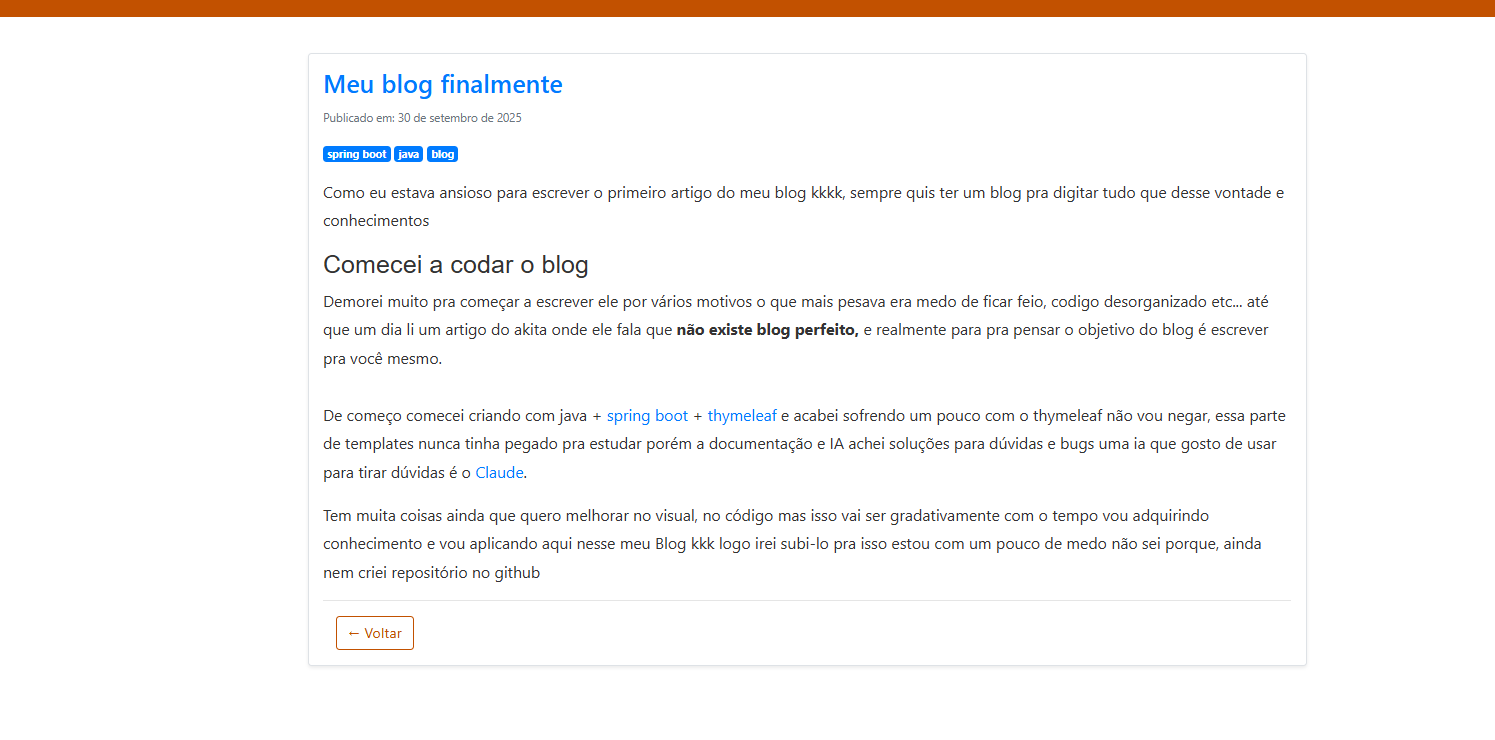 Meu blog finalmente
Publicado em: 30 de setembro de 2025
spring boot java blog
Como eu estava ansioso para escrever o primeiro artigo do meu blog kkkk, sempre quis ter um blog pra digitar tudo que desse vontade e
conhecimentos
Comecei a codar o blog
Demorei muito pra começar a escrever ele por vários motivos o que mais pesava era medo de ficar feio, codigo desorganizado etc... até
que um dia li um artigo do akita onde ele fala que não existe blog perfeito, e realmente para pra pensar o objetivo do blog é escrever
pra você mesmo.
De começo comecei criando com java + spring boot + thymeleaf e acabei sofrendo um pouco com o thymeleaf não vou negar, essa parte
de templates nunca tinha pegado pra estudar porém a documentação e IA achei soluções para dúvidas e bugs uma ia que gosto de usar
para tirar dúvidas é o Claude.
Tem muita coisas ainda que quero melhorar no visual, no código mas isso vai ser gradativamente com o tempo vou adquirindo
conhecimento e vou aplicando aqui nesse meu Blog kkk logo irei subi-lo pra isso estou com um pouco de medo não sei porque, ainda
nem criei repositório no github
← Voltar